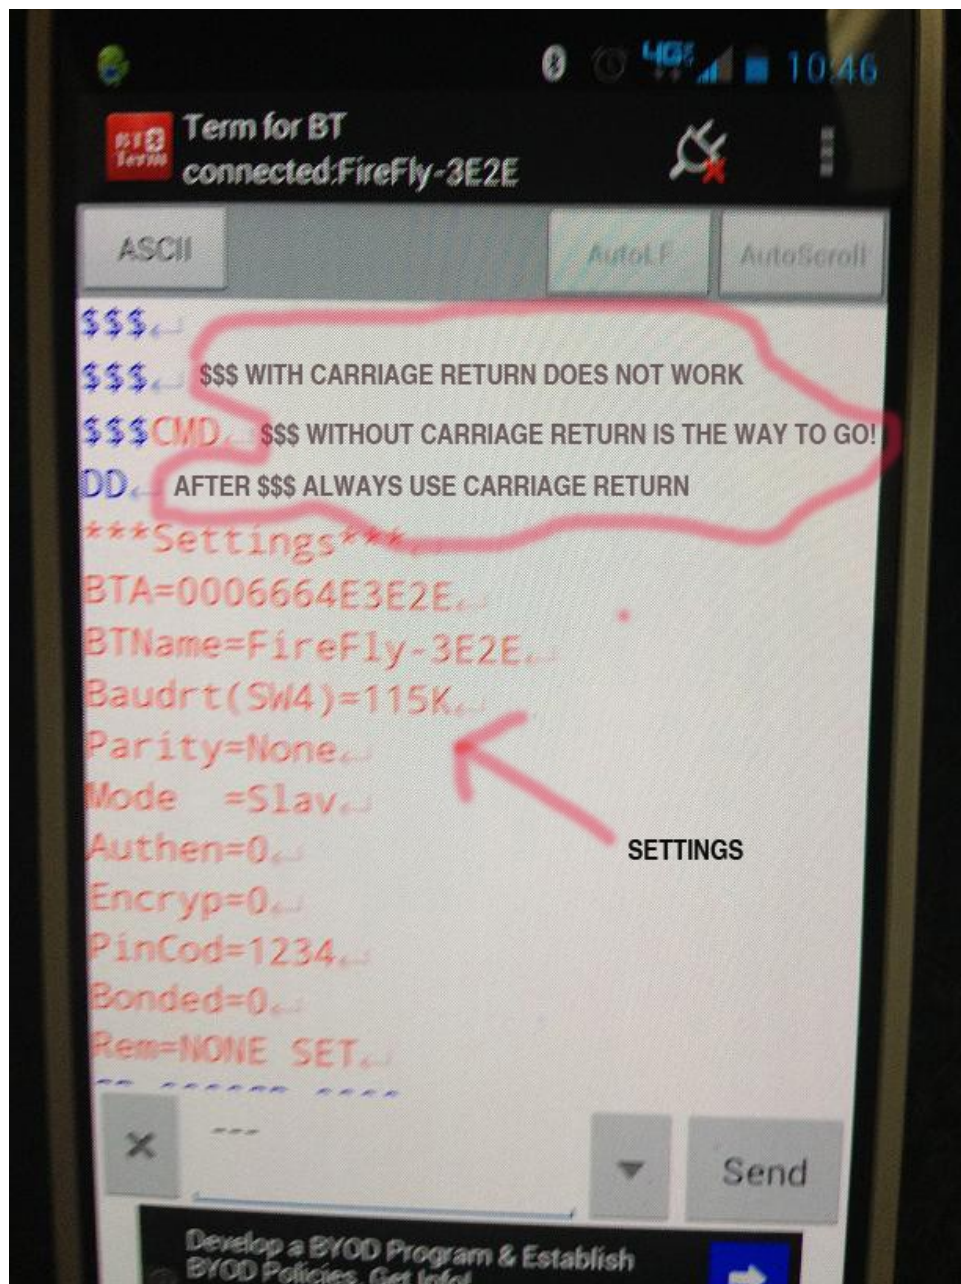 10:46
BT
Term
Term for BT
connected:FireFly-3E2E
ASCII
AutoLF
AutoScroll
$$$
$$$ $$$ WITH CARRIAGE RETURN DOES NOT WORK
$$$CMD $$$ WITHOUT CARRIAGE RETURN IS THE WAY TO GO!
DD AFTER $$$ ALWAYS USE CARRIAGE RETURN
***Settings***
BTA=0006664E3E2E
BTName=FireFly-3E2E
Baudrt(SW4)=115K
Parity=None
Mode =Slav
Authen=0
SETTINGS
Encryp=0
PinCod=1234
Bonded=0
Rem=NONE SET
Send
Develop a BYOD Program & Establish
BYOD Policies. Get Info!